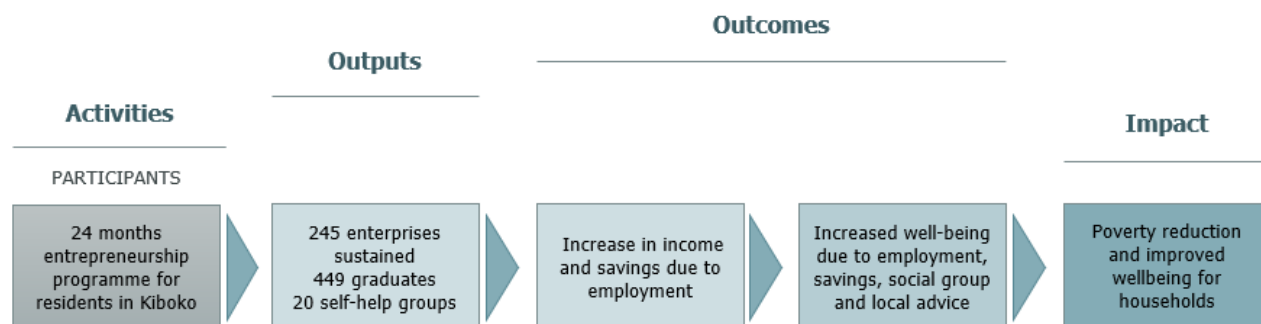 Outcomes
Outputs
Activities
Impact
PARTICIPANTS
24 months
entrepreneurship
programme for
residents in Kiboko
245 enterprises
sustained
449 graduates
20 self-help groups
Increase in income
and savings due to
employment
Increased well-being
due to employment,
savings, social group
and local advice
Poverty reduction
and improved
wellbeing for
households